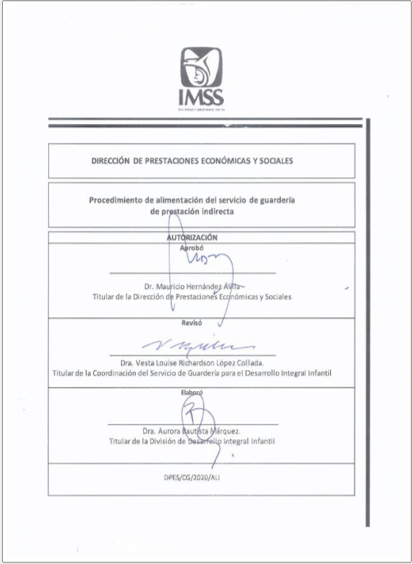 IMSS
DIRECCIÓN DE PRESTACIONES ECONÓMICAS Y SOCIALES
Procedimiento de alimentación del servicio de guardería
de prestación indirecta
AUTORIZACIÓN
Aprobó
Dr. Mauricio Hernández Ávila
Titular de la Dirección de Prestaciones Económicas y Sociales
Revisó
Dra. Vesta Louise Richardson López Collada.
Titular de la Coordinación del Servicio de Guardería para el Desarrollo Integral Infantil
Elaboró
Dra. Aurora Bautista Márquez.
Titular de la División de Desarrollo Integral Infantil
DPES/CG/2020/ALI